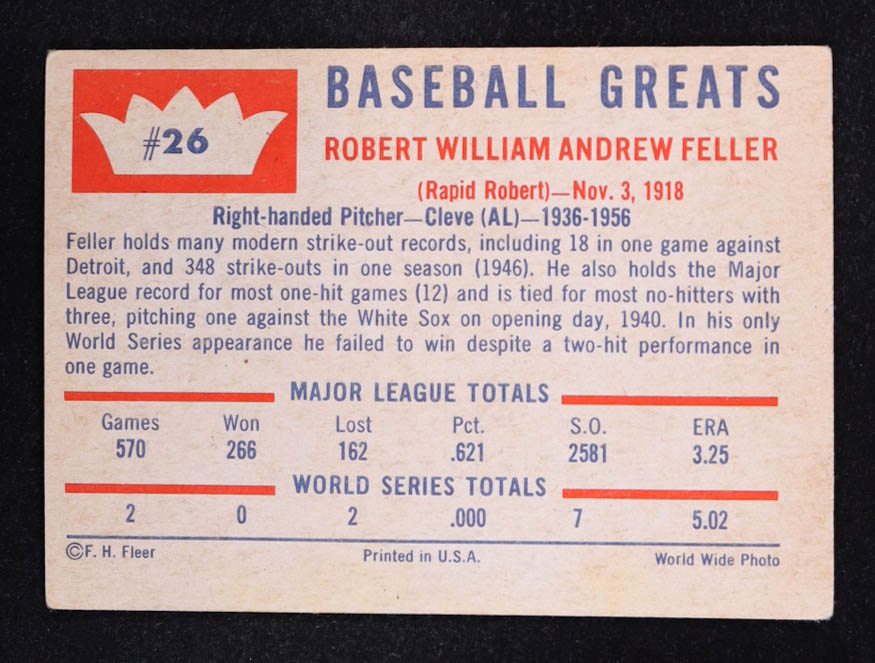 #26
BASEBALL GREATS
ROBERT WILLIAM ANDREW FELLER
(Rapid Robert)—Nov. 3, 1918
Right-handed Pitcher—Cleve (AL)—1936-1956
Feller holds many modern strike-out records, including 18 in one game against
Detroit, and 348 strike-outs in one season (1946). He also holds the Major
League record for most one-hit games (12) and is tied for most no-hitters with
three, pitching one against the White Sox on opening day, 1940. In his only
World Series appearance he failed to win despite a two-hit performance in
one game.
MAJOR LEAGUE TOTALS
Games Won Lost Pct. S.O. ERA
570 266 162 .621 2581 3.25
WORLD SERIES TOTALS
2 0 2 .000 7 5.02
©F. H. Fleer Printed in U.S.A. World Wide Photo